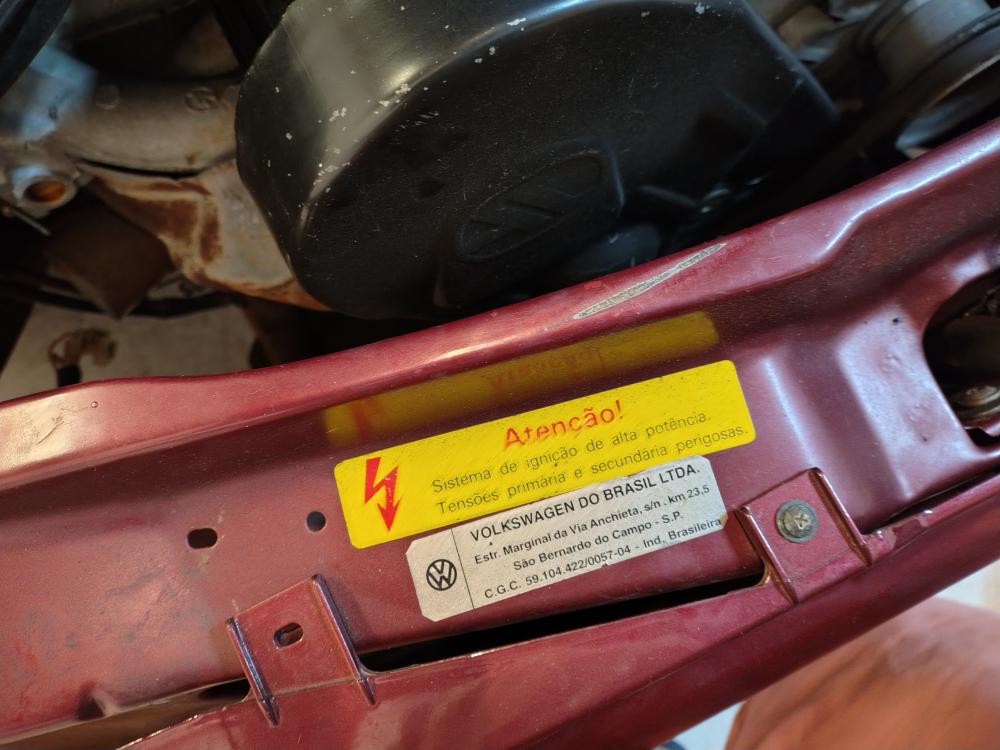 Atenção!
Sistema de ignição de alta potência.
Tensões primária e secundária perigosas.
VOLKSWAGEN DO BRASIL LTDA.
Estr. Marginal da Via Anchieta, s/n . km 23,5
São Bernardo do Campo - S.P.
C.G.C. 59.104.422/0057-04 - Ind. Brasileira